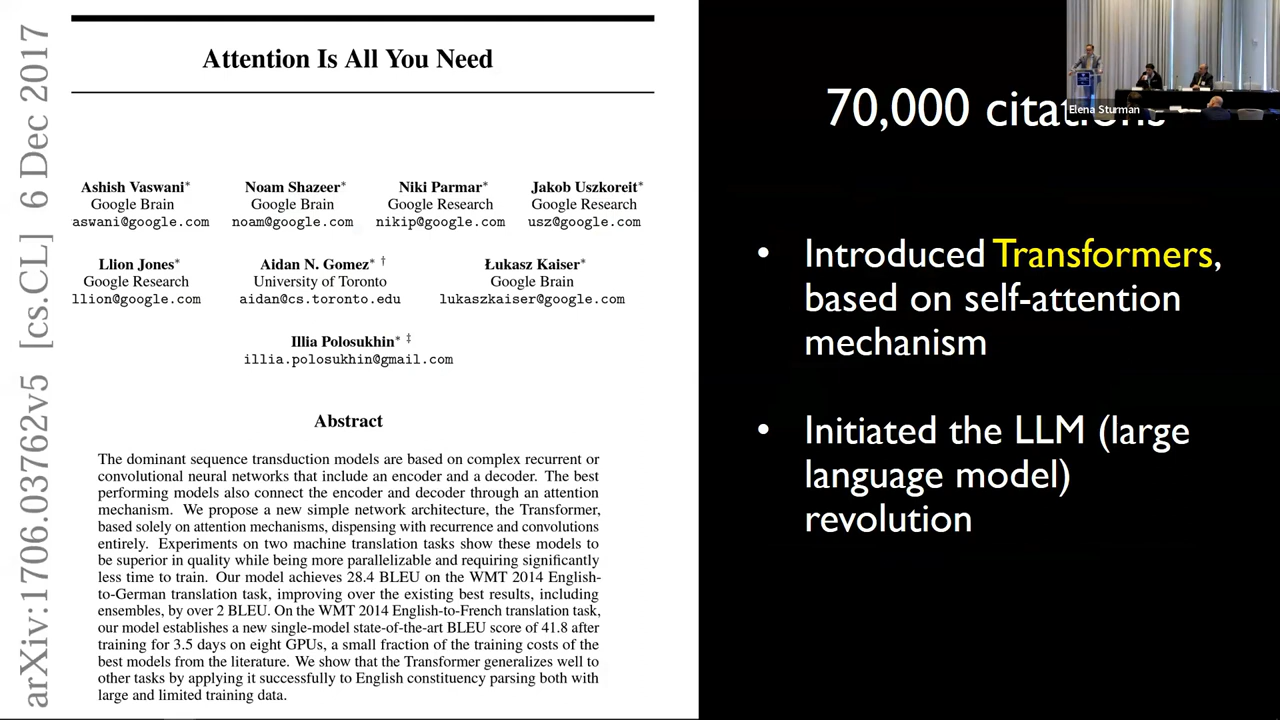 arXiv:1706.03762v5 [cs.CL] 6 Dec 2017
Attention Is All You Need
Ashish Vaswani* Noam Shazeer* Niki Parmar* Jakob Uszkoreit*
Google Brain Google Brain Google Research Google Research
aswani@google.com noam@google.com nikip@google.com usz@google.com
Llion Jones* Aidan N. Gomez* † Łukasz Kaiser*
Google Research University of Toronto Google Brain
llion@google.com aidan@cs.toronto.edu lukaszkaiser@google.com
Illia Polosukhin* ‡
illia.polosukhin@gmail.com
Abstract
The dominant sequence transduction models are based on complex recurrent or
convolutional neural networks that include an encoder and a decoder. The best
performing models also connect the encoder and decoder through an attention
mechanism. We propose a new simple network architecture, the Transformer,
based solely on attention mechanisms, dispensing with recurrence and convolutions
entirely. Experiments on two machine translation tasks show these models to
be superior in quality while being more parallelizable and requiring significantly
less time to train. Our model achieves 28.4 BLEU on the WMT 2014 English-
to-German translation task, improving over the existing best results, including
ensembles, by over 2 BLEU. On the WMT 2014 English-to-French translation task,
our model establishes a new single-model state-of-the-art BLEU score of 41.8 after
training for 3.5 days on eight GPUs, a small fraction of the training costs of the
best models from the literature. We show that the Transformer generalizes well to
other tasks by applying it successfully to English constituency parsing both with
large and limited training data.
70,000 citations
Elena Sturman
• Introduced Transformers,
based on self-attention
mechanism
• Initiated the LLM (large
language model)
revolution